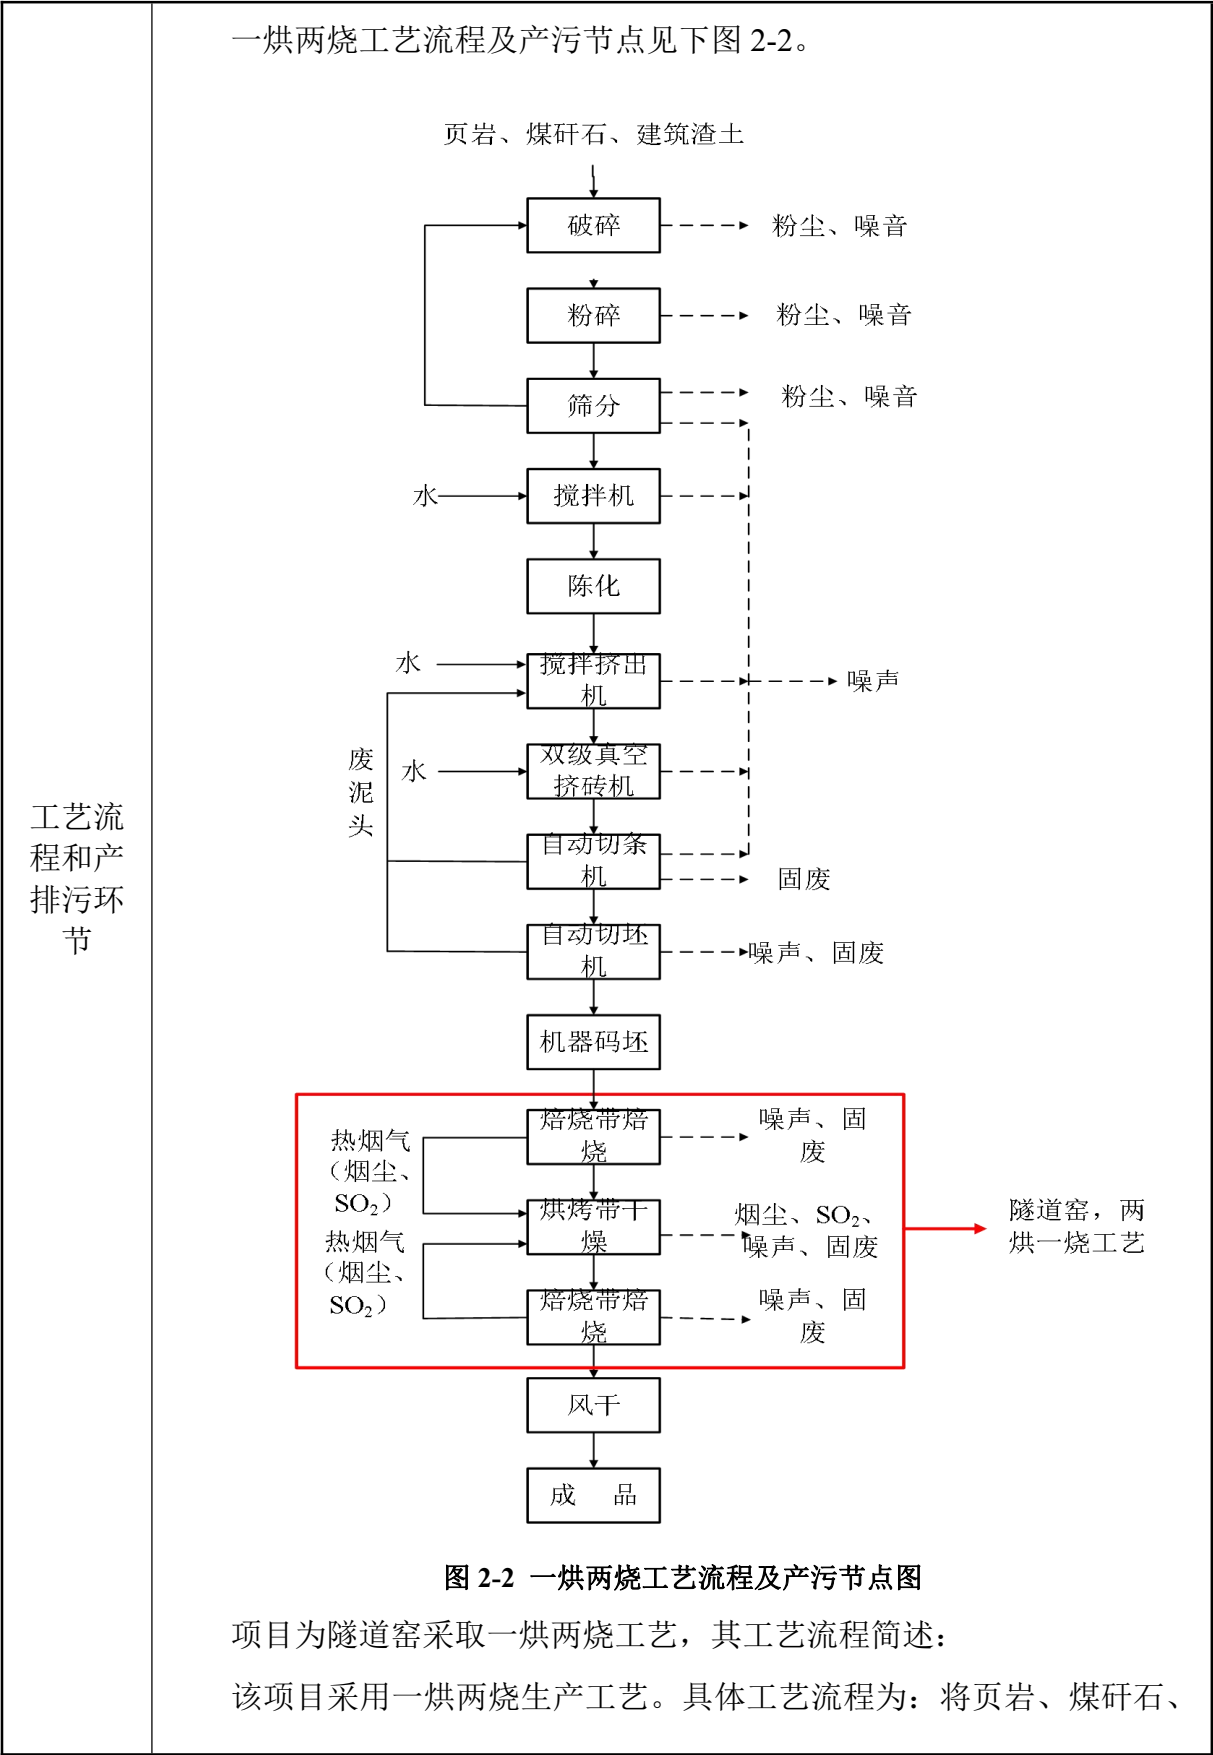 一烘两烧工艺流程及产污节点见下图 2-2。
页岩、煤矸石、建筑渣土
破碎
粉尘、噪音
粉碎
粉尘、噪音
筛分
粉尘、噪音
水
搅拌机
陈化
水
搅拌挤出
机
噪声
废
泥
头
水
双级真空
挤砖机
自动切条
机
固废
自动切坯
机
噪声、固废
机器码坯
热烟气
（烟尘、
SO₂）
焙烧带焙
烧
噪声、固
废
热烟气
（烟尘、
SO₂）
烘烤带干
燥
烟尘、SO₂、
噪声、固废
隧道窑，两
烘一烧工艺
焙烧带焙
烧
噪声、固
废
风干
成 品
工艺流
程和产
排污环
节
图 2-2 一烘两烧工艺流程及产污节点图
项目为隧道窑采取一烘两烧工艺，其工艺流程简述：
该项目采用一烘两烧生产工艺。具体工艺流程为：将页岩、煤矸石、